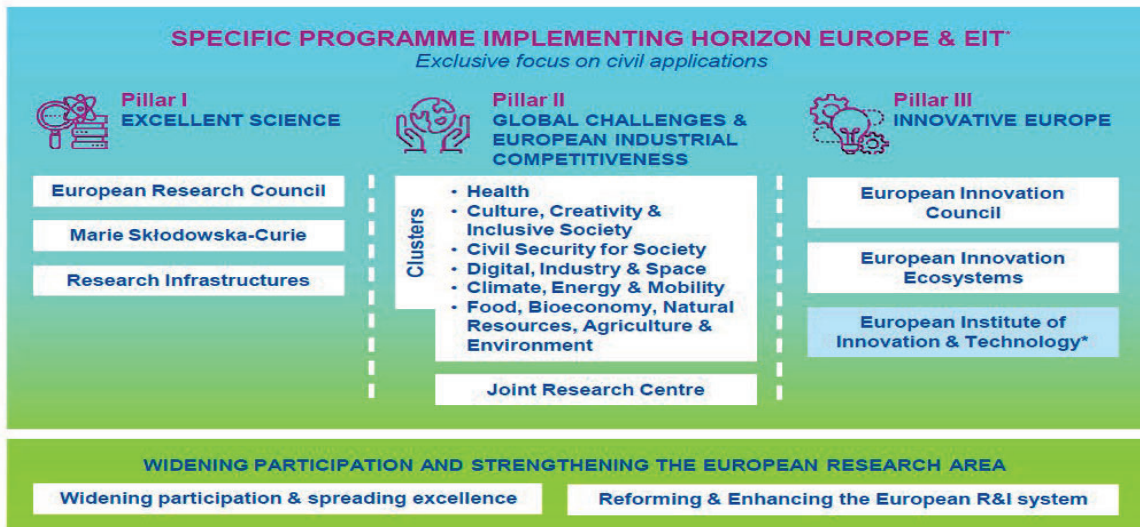 SPECIFIC PROGRAMME IMPLEMENTING HORIZON EUROPE & EIT*
Exclusive focus on civil applications
Pillar I
EXCELLENT SCIENCE
European Research Council
Marie Skłodowska-Curie
Research Infrastructures
Pillar II
GLOBAL CHALLENGES &
EUROPEAN INDUSTRIAL
COMPETITIVENESS
Clusters
• Health
• Culture, Creativity &
Inclusive Society
• Civil Security for Society
• Digital, Industry & Space
• Climate, Energy & Mobility
• Food, Bioeconomy, Natural
Resources, Agriculture &
Environment
Joint Research Centre
Pillar III
INNOVATIVE EUROPE
European Innovation
Council
European Innovation
Ecosystems
European Institute of
Innovation & Technology*
WIDENING PARTICIPATION AND STRENGTHENING THE EUROPEAN RESEARCH AREA
Widening participation & spreading excellence
Reforming & Enhancing the European R&I system